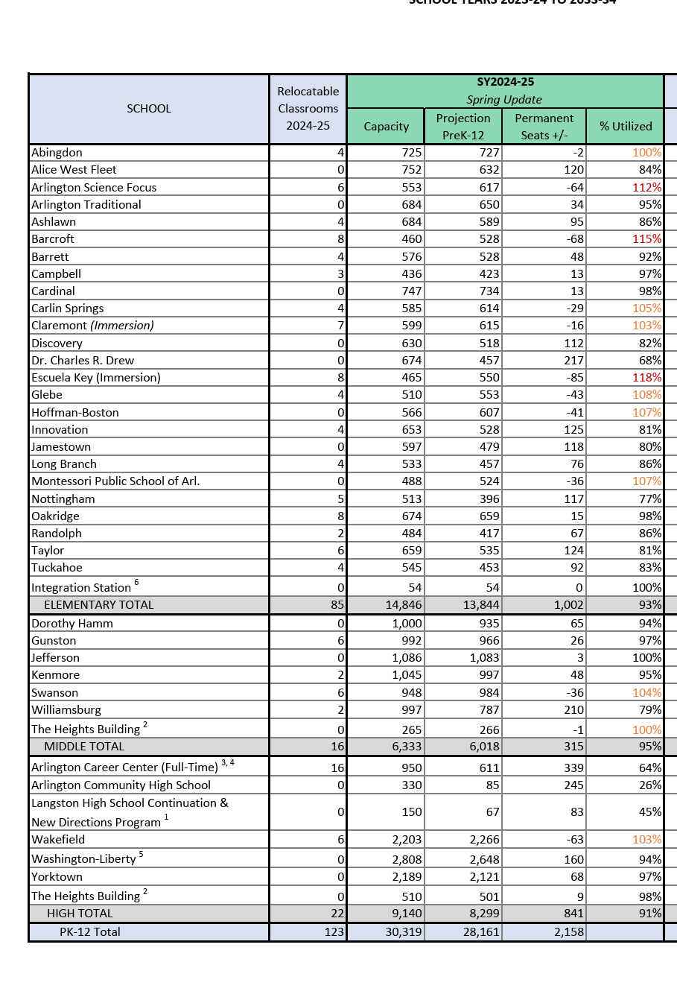 SCHOOL YEARS 2023-24 TO 2033-34
SCHOOL
Relocatable Classrooms 2024-25
SY2024-25
Spring Update
Capacity
Projection PreK-12
Permanent Seats +/-
% Utilized
Abingdon 4 725 727 -2 100%
Alice West Fleet 0 752 632 120 84%
Arlington Science Focus 6 553 617 -64 112%
Arlington Traditional 0 684 650 34 95%
Ashlawn 4 684 589 95 86%
Barcroft 8 460 528 -68 115%
Barrett 4 576 528 48 92%
Campbell 3 436 423 13 97%
Cardinal 0 747 734 13 98%
Carlin Springs 4 585 614 -29 105%
Claremont (Immersion) 7 599 615 -16 103%
Discovery 0 630 518 112 82%
Dr. Charles R. Drew 0 674 457 217 68%
Escuela Key (Immersion) 8 465 550 -85 118%
Glebe 4 510 553 -43 108%
Hoffman-Boston 0 566 607 -41 107%
Innovation 4 653 528 125 81%
Jamestown 0 597 479 118 80%
Long Branch 4 533 457 76 86%
Montessori Public School of Arl. 0 488 524 -36 107%
Nottingham 5 513 396 117 77%
Oakridge 8 674 659 15 98%
Randolph 2 484 417 67 86%
Taylor 6 659 535 124 81%
Tuckahoe 4 545 453 92 83%
Integration Station 6 0 54 54 0 100%
ELEMENTARY TOTAL 85 14,846 13,844 1,002 93%
Dorothy Hamm 0 1,000 935 65 94%
Gunston 6 992 966 26 97%
Jefferson 0 1,086 1,083 3 100%
Kenmore 2 1,045 997 48 95%
Swanson 6 948 984 -36 104%
Williamsburg 2 997 787 210 79%
The Heights Building 2 0 265 266 -1 100%
MIDDLE TOTAL 16 6,333 6,018 315 95%
Arlington Career Center (Full-Time) 3, 4 16 950 611 339 64%
Arlington Community High School 0 330 85 245 26%
Langston High School Continuation &
New Directions Program 1 0 150 67 83 45%
Wakefield 6 2,203 2,266 -63 103%
Washington-Liberty 5 0 2,808 2,648 160 94%
Yorktown 0 2,189 2,121 68 97%
The Heights Building 2 0 510 501 9 98%
HIGH TOTAL 22 9,140 8,299 841 91%
PK-12 Total 123 30,319 28,161 2,158